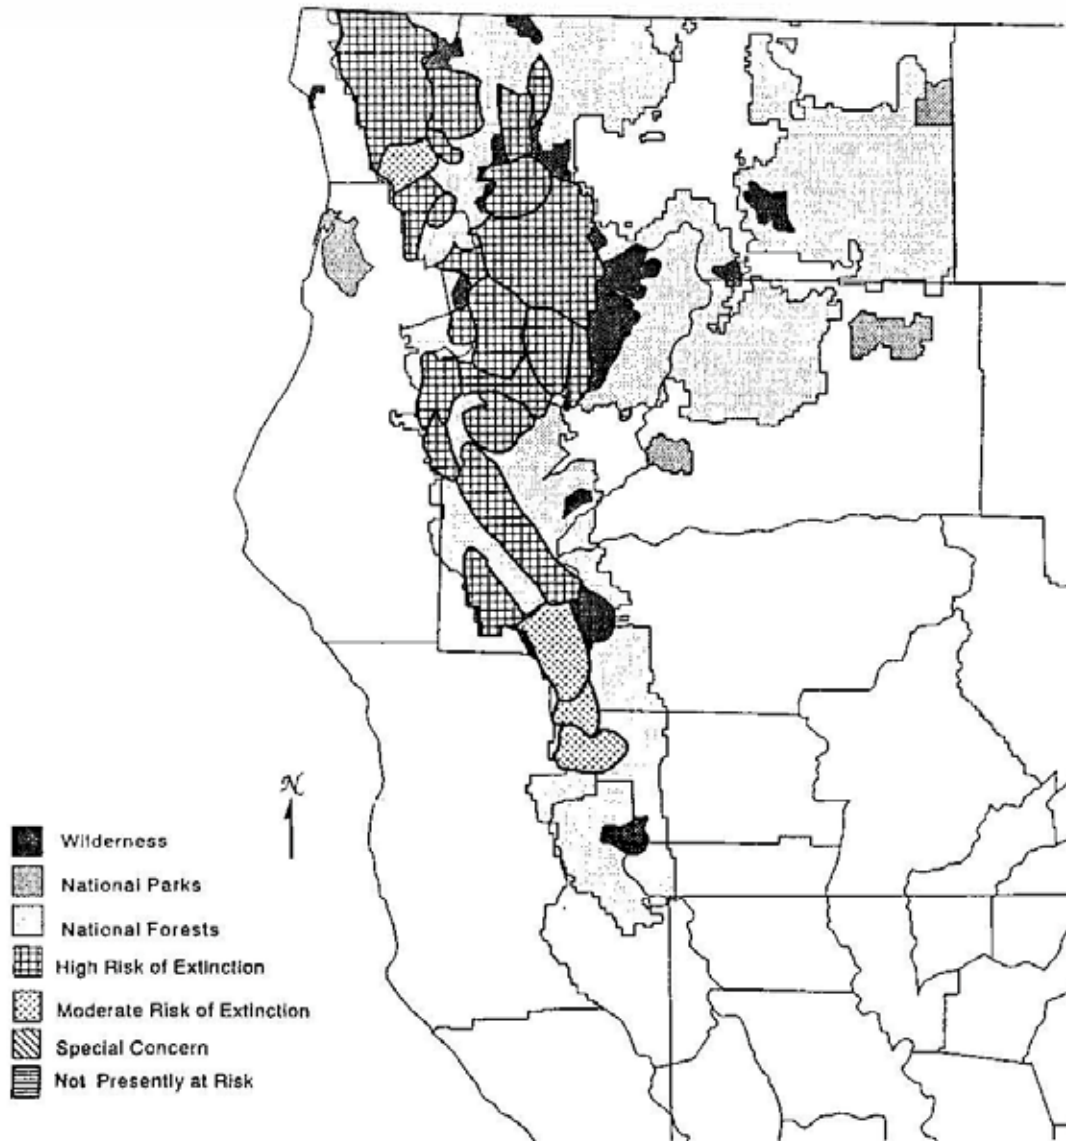 N
Wilderness
National Parks
National Forests
High Risk of Extinction
Moderate Risk of Extinction
Special Concern
Not Presently at Risk